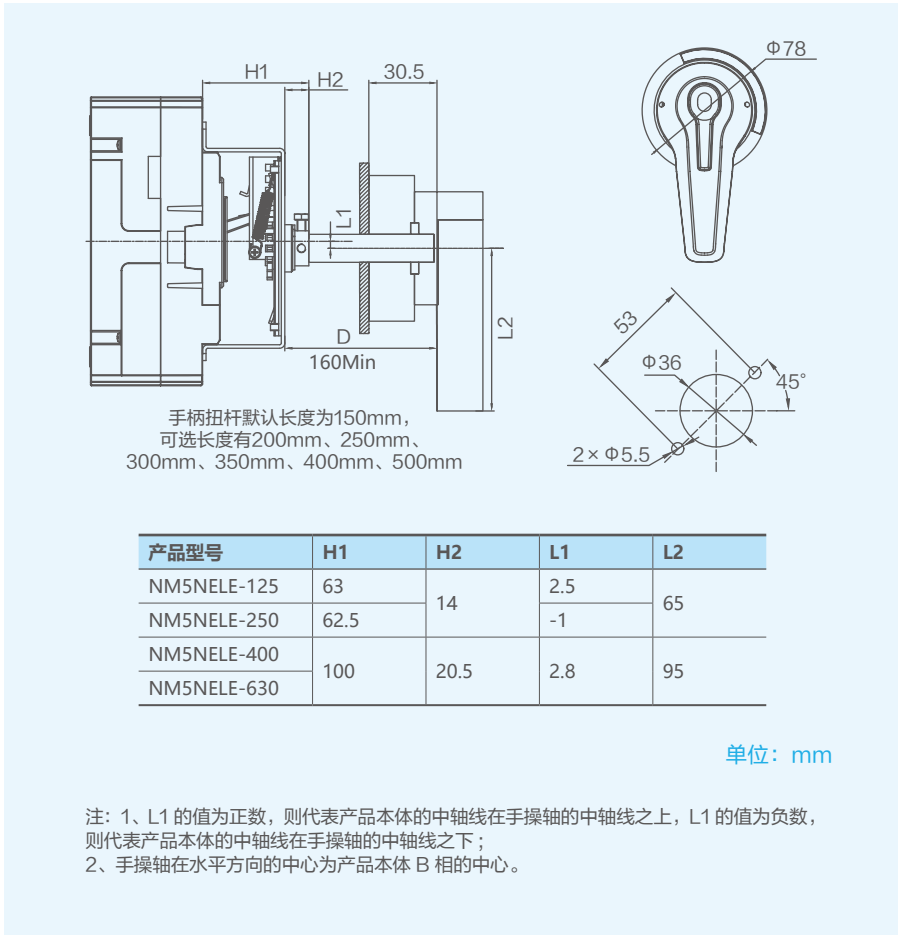 H1
H2
30.5
Φ78
L1
L2
D
160Min
53
Φ36
45°
2×Φ5.5
手柄扭杆默认长度为150mm，
可选长度有200mm、250mm、
300mm、350mm、400mm、500mm
产品型号 H1 H2 L1 L2
NM5NELE-125 63 14 2.5 65
NM5NELE-250 62.5 -1
NM5NELE-400 100 20.5 2.8 95
NM5NELE-630
单位：mm
注：1、L1 的值为正数，则代表产品本体的中轴线在手操轴的中轴线之上，L1 的值为负数，
则代表产品本体的中轴线在手操轴的中轴线之下；
2、手操轴在水平方向的中心为产品本体 B 相的中心。